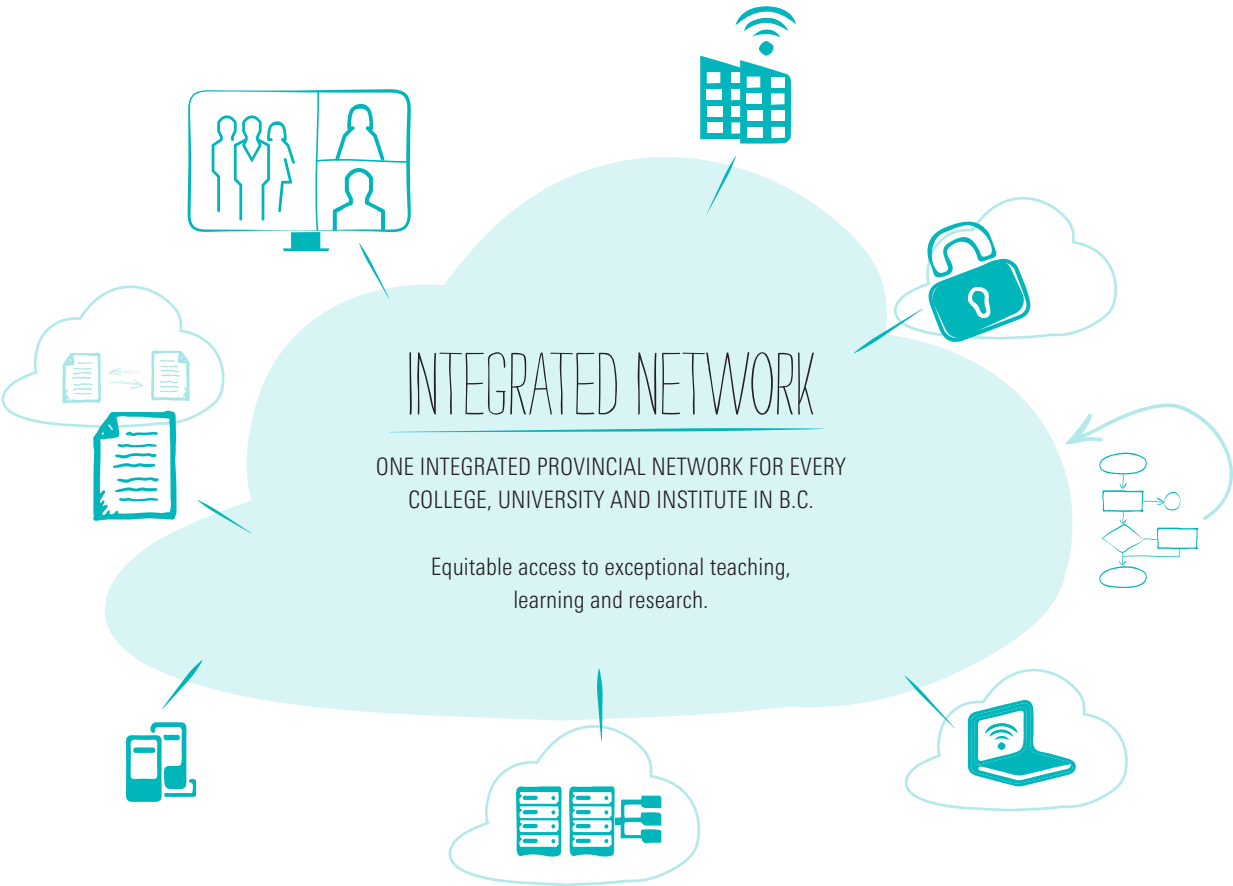 INTEGRATED NETWORK
ONE INTEGRATED PROVINCIAL NETWORK FOR EVERY
COLLEGE, UNIVERSITY AND INSTITUTE IN B.C.
Equitable access to exceptional teaching,
learning and research.